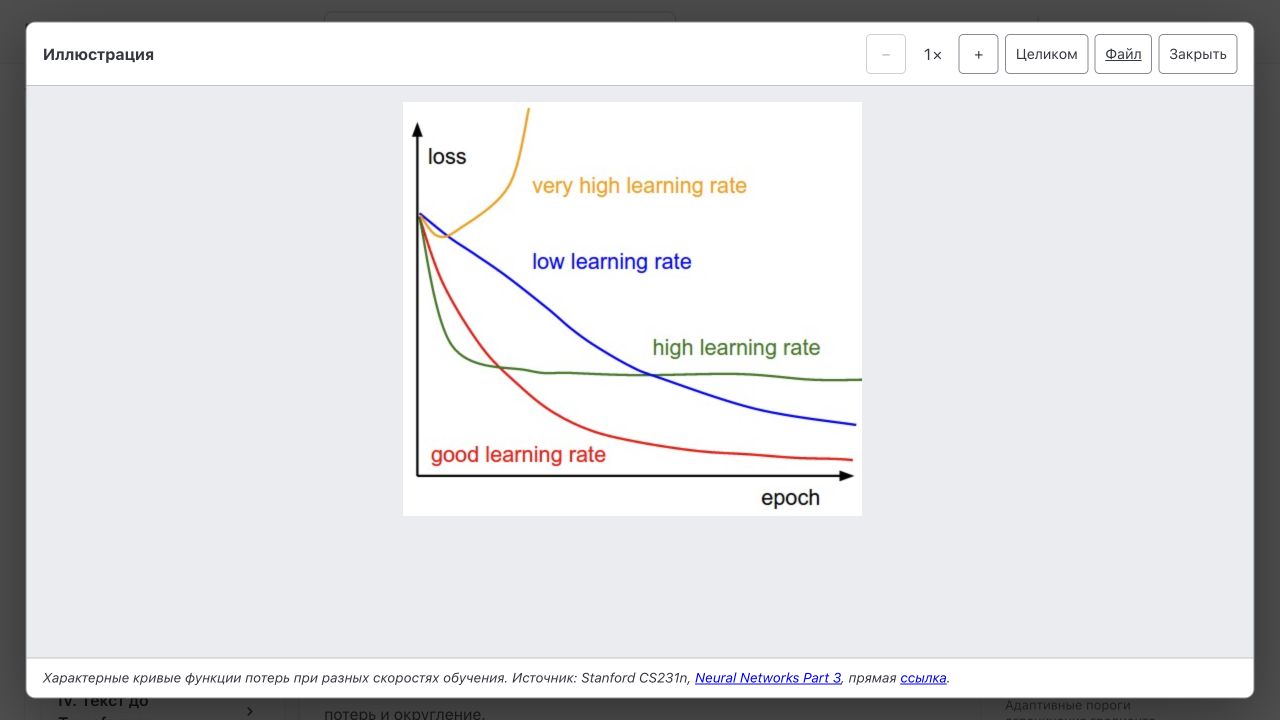 Иллюстрация
−
1×
+
Целиком
Файл
Закрыть
loss
very high learning rate
low learning rate
high learning rate
good learning rate
epoch
Характерные кривые функции потерь при разных скоростях обучения. Источник: Stanford CS231n, Neural Networks Part 3, прямая ссылка.
IV. Текст до
потерь и округление.
Адаптивные пороги